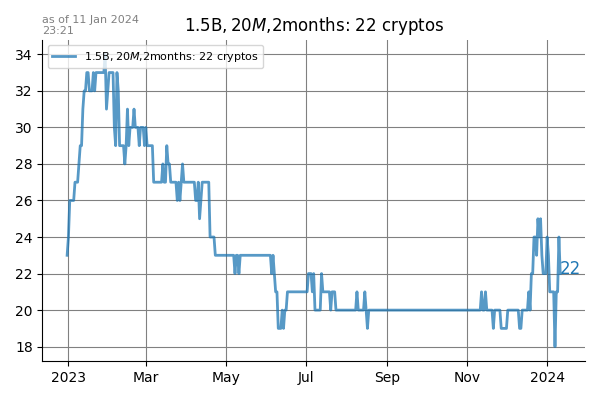 as of 11 Jan 2024
23:21
1.5B, 20M,2months: 22 cryptos
1.5B, 20M,2months: 22 cryptos
34
32
30
28
26
24
22
20
18
22
2023
Mar
May
Jul
Sep
Nov
2024